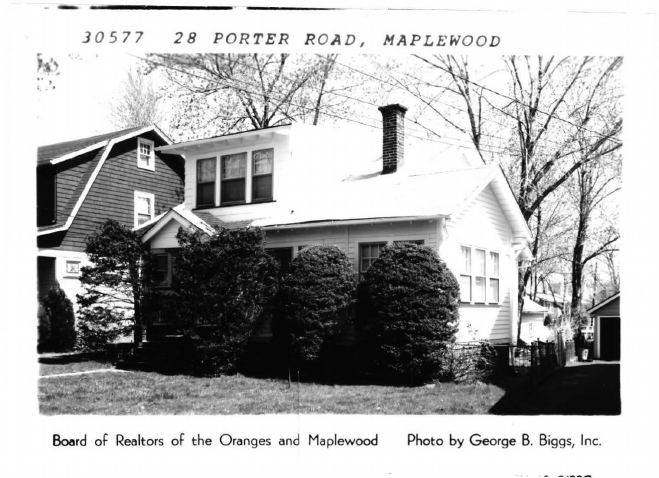 30577 28 PORTER ROAD, MAPLEWOOD
Board of Realtors of the Oranges and Maplewood Photo by George B. Biggs, Inc.